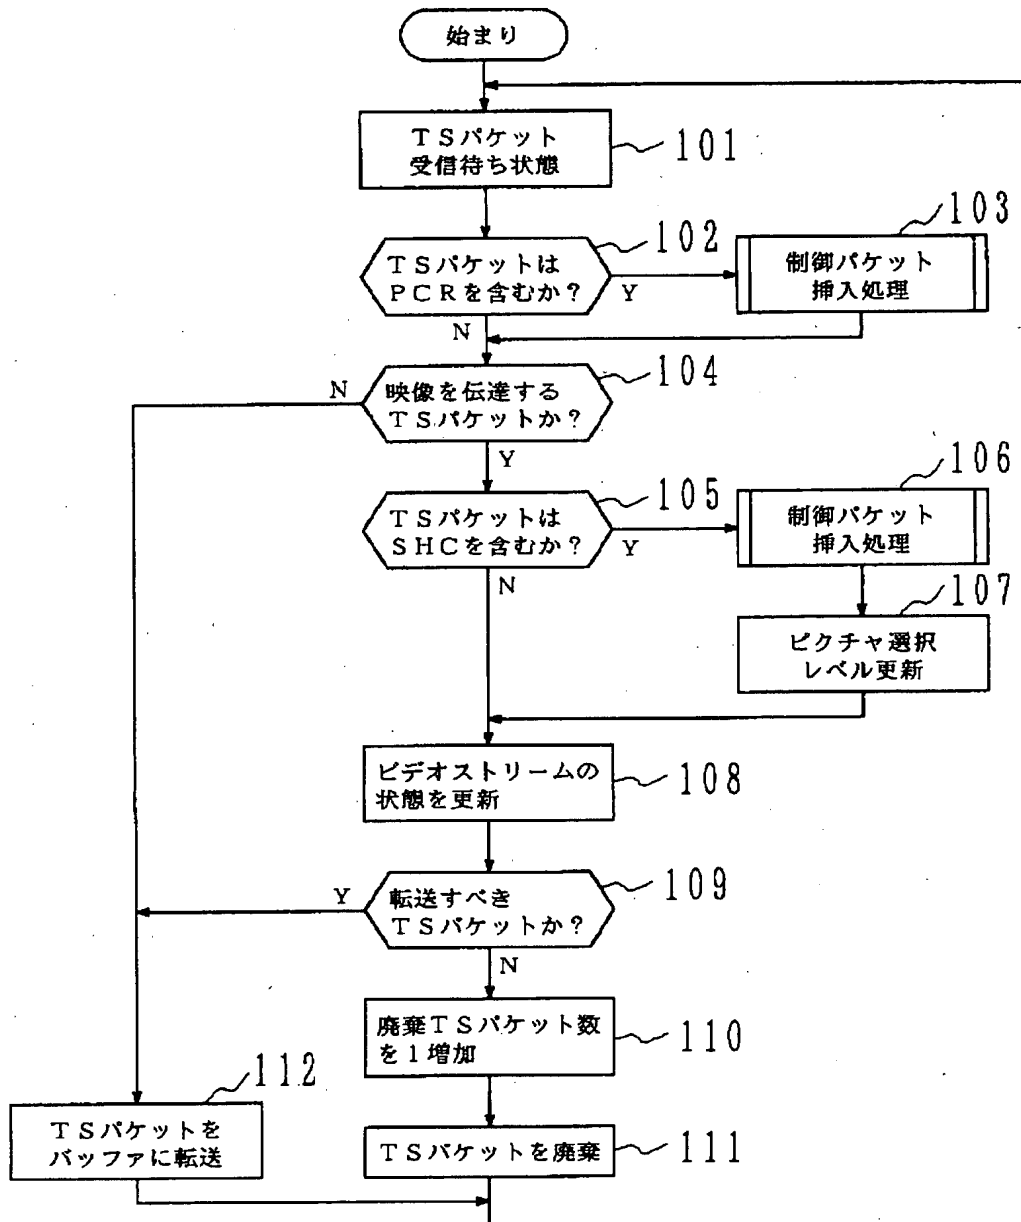 始まり
TSパケット
受信待ち状態
101
TSパケットは
PCRを含むか?
102
Y
N
制御パケット
挿入処理
103
映像を伝達する
TSパケットか?
104
N
Y
TSパケットは
SHCを含むか?
105
Y
N
制御パケット
挿入処理
106
ピクチャ選択
レベル更新
107
ビデオストリームの
状態を更新
108
転送すべき
TSパケットか?
109
Y
N
廃棄TSパケット数
を1増加
110
TSパケットを廃棄
111
TSパケットを
バッファに転送
112